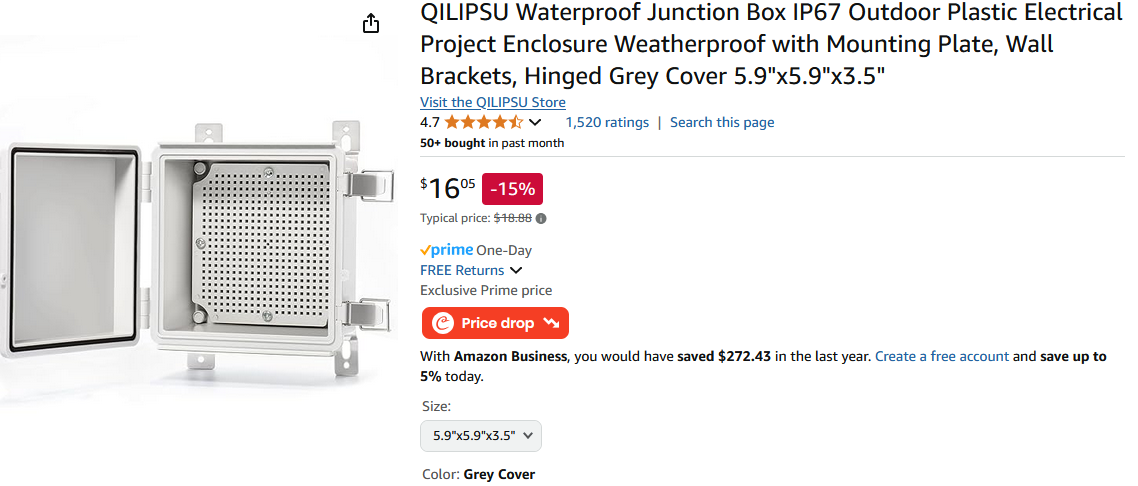 QILIPSU Waterproof Junction Box IP67 Outdoor Plastic Electrical
Project Enclosure Weatherproof with Mounting Plate, Wall
Brackets, Hinged Grey Cover 5.9"x5.9"x3.5"
Visit the QILIPSU Store
4.7 1,520 ratings | Search this page
50+ bought in past month
$1605 -15%
Typical price: $18.88
prime One-Day
FREE Returns
Exclusive Prime price
Price drop
With Amazon Business, you would have saved $272.43 in the last year. Create a free account and save up to
5% today.
Size:
5.9"x5.9"x3.5"
Color: Grey Cover